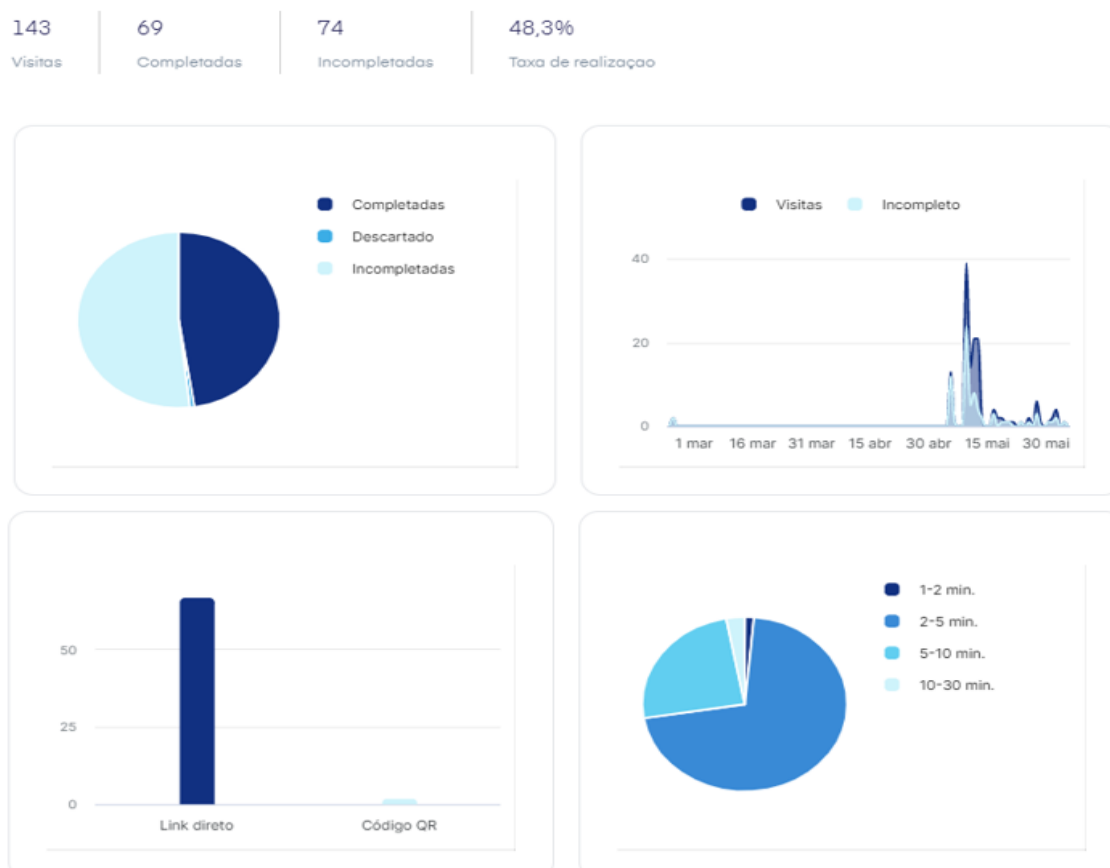 143
Visitas
69
Completadas
74
Incompletadas
48,3%
Taxa de realizaçao
Completadas
Descartado
Incompletadas
Visitas
Incompleto
40
20
0
1 mar
16 mar
31 mar
15 abr
30 abr
15 mai
30 mai
50
25
0
Link direto
Código QR
1-2 min.
2-5 min.
5-10 min.
10-30 min.